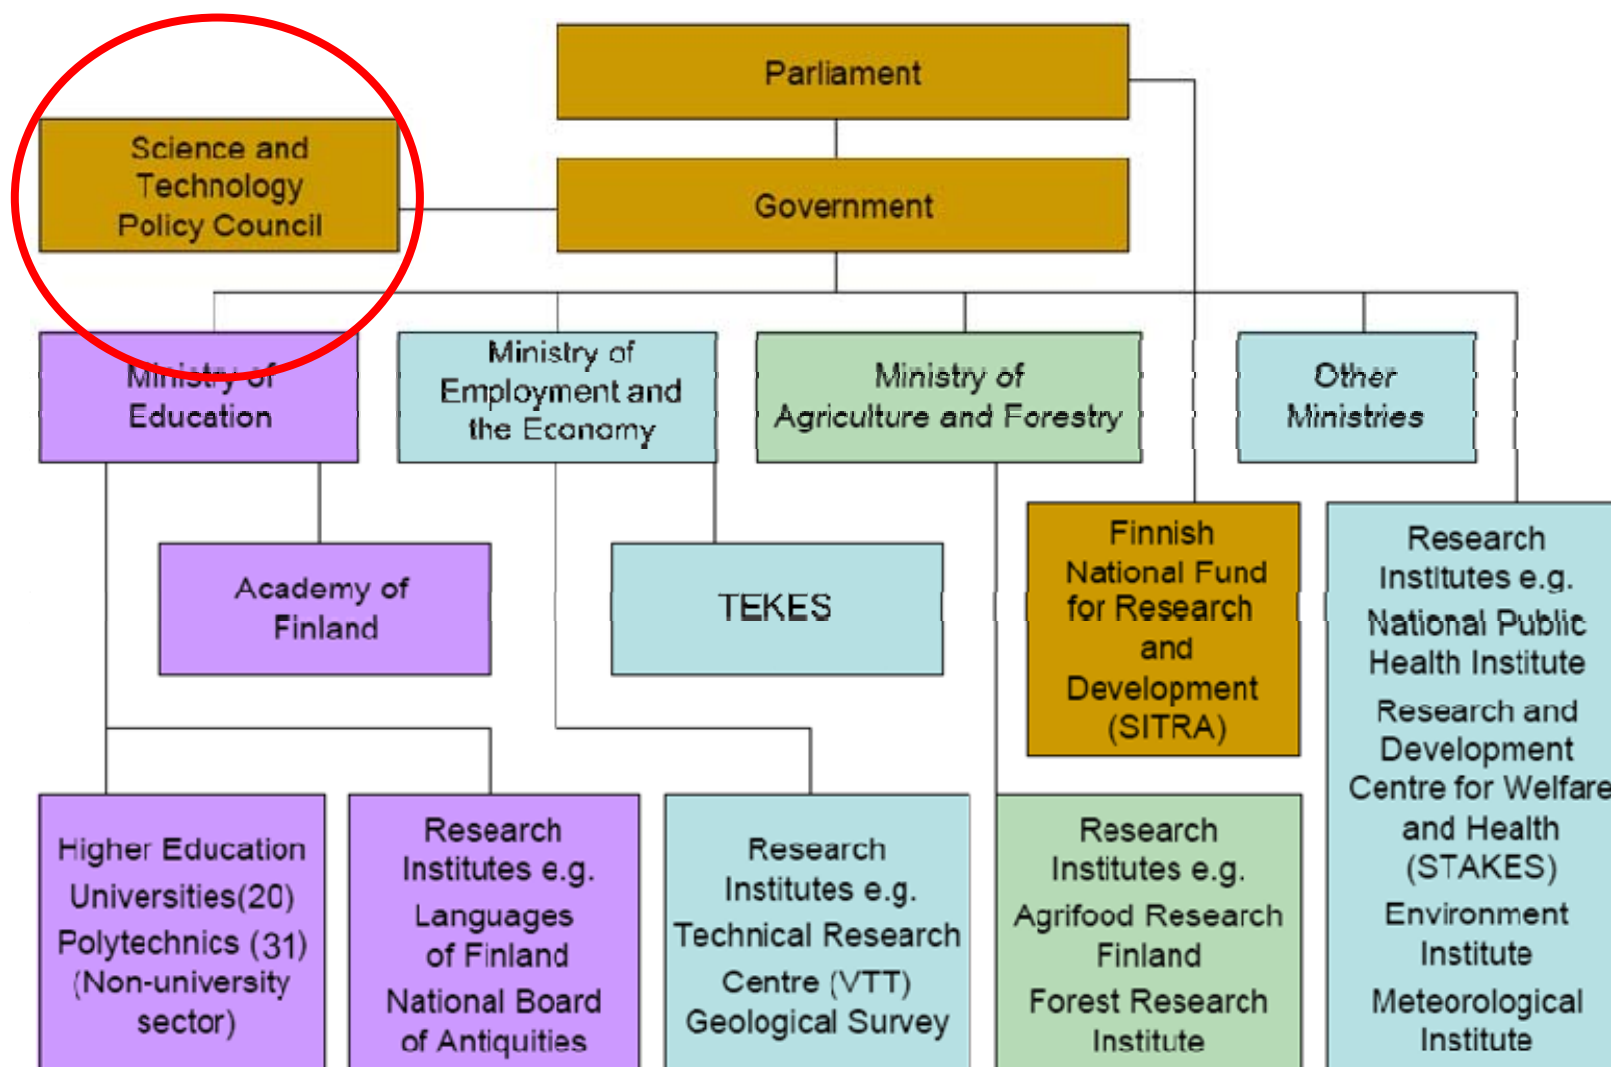 Parliament
Science and
Technology
Policy Council
Government
Ministry of
Education
Ministry of
Employment and
the Economy
Ministry of
Agriculture and Forestry
Other
Ministries
Academy of
Finland
TEKES
Finnish
National Fund
for Research
and
Development
(SITRA)
Research
Institutes e.g.
National Public
Health Institute
Research and
Development
Centre for Welfare
and Health
(STAKES)
Environment
Institute
Meteorological
Institute
Higher Education
Universities(20)
Polytechnics (31)
(Non-university
sector)
Research
Institutes e.g.
Languages
of Finland
National Board
of Antiquities
Research
Institutes e.g.
Technical Research
Centre (VTT)
Geological Survey
Research
Institutes e.g.
Agrifood Research
Finland
Forest Research
Institute